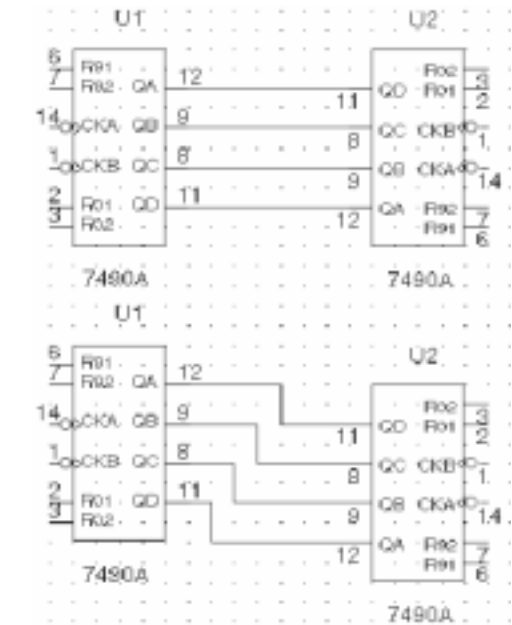 U1 U2
6 R91 R02 3
7 R92 QA 12 11 QD R01 2
14 CKA QB 9 8 QC CKB 1
1 CKB QC 8 9 QB CKA 14
2 R01 QD 11 12 QA R92 7
3 R02 R91 6
7490A 7490A
U1
6 R91 U2
7 R92 QA 12 R02 3
14 CKA QB 9 11 QD R01 2
1 CKB QC 8 8 QC CKB 1
2 R01 QD 11 9 QB CKA 14
3 R02 12 QA R92 7
7490A R91 6
7490A